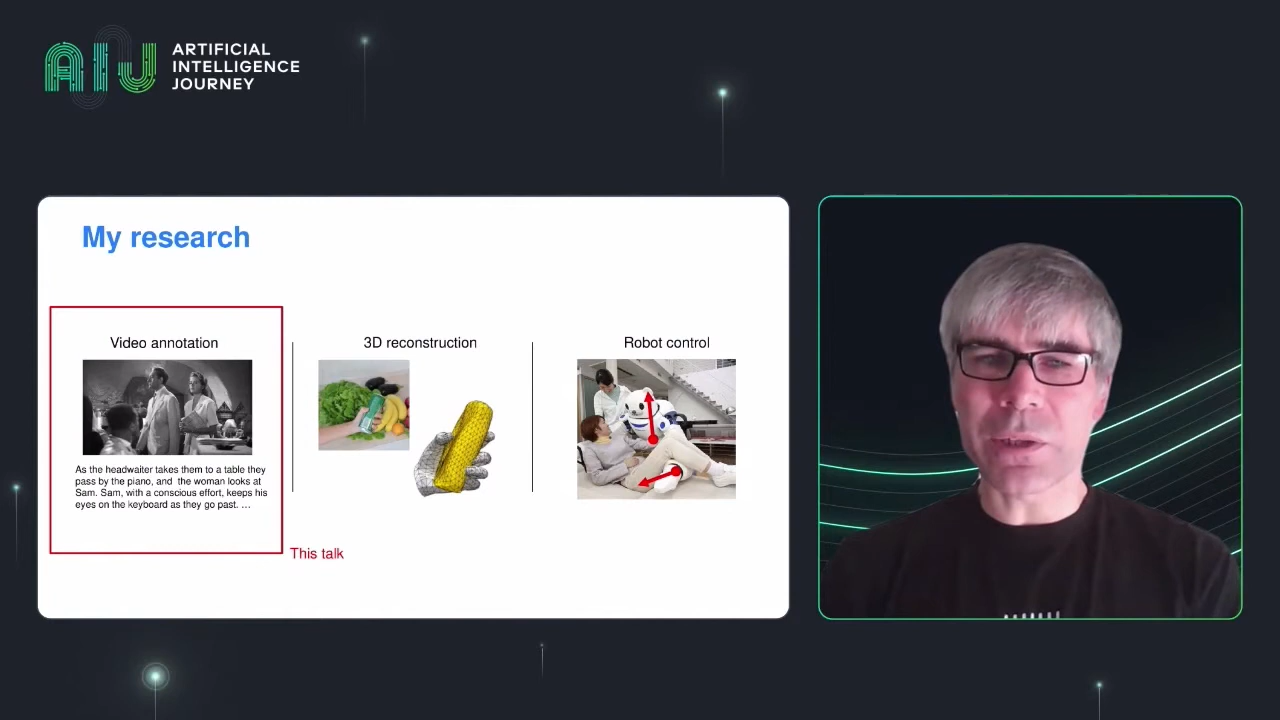 AIJ
ARTIFICIAL
INTELLIGENCE
JOURNEY
My research
Video annotation
3D reconstruction
Robot control
As the headwaiter takes them to a table they
pass by the piano, and the woman looks at
Sam. Sam, with a conscious effort, keeps his
eyes on the keyboard as they go past. ...
This talk